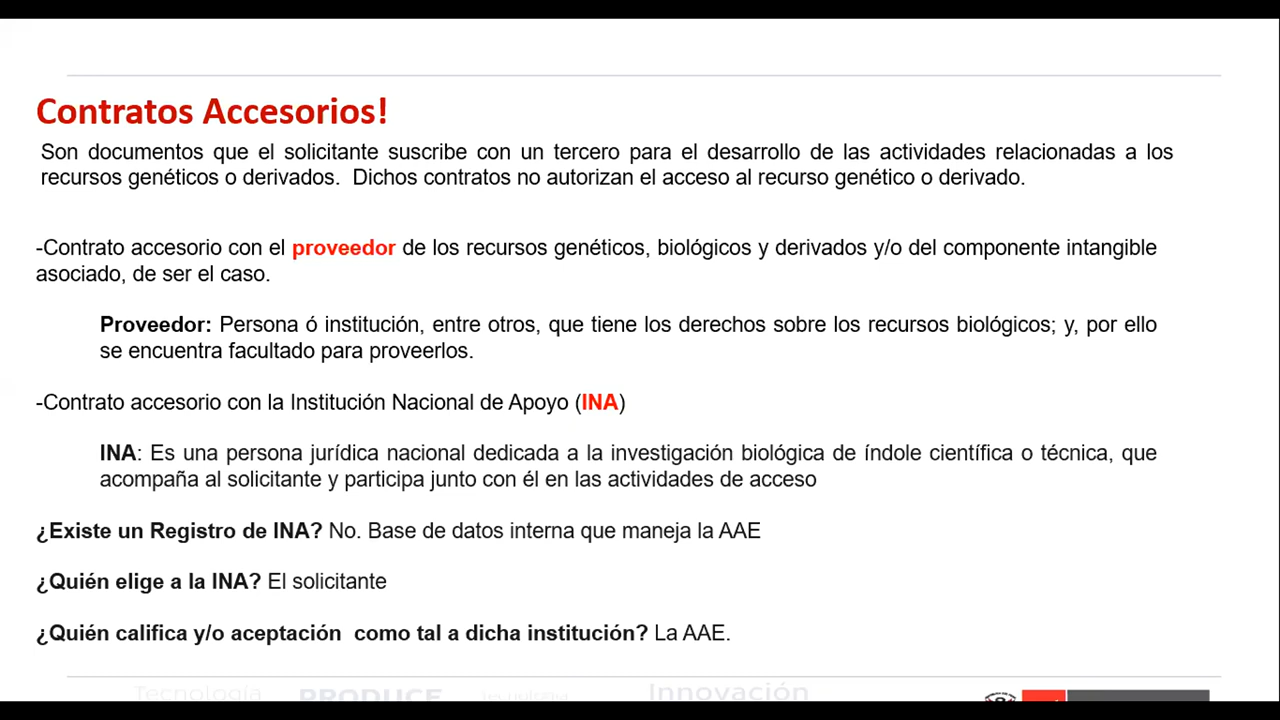 Contratos Accesorios!
Son documentos que el solicitante suscribe con un tercero para el desarrollo de las actividades relacionadas a los
recursos genéticos o derivados. Dichos contratos no autorizan el acceso al recurso genético o derivado.
-Contrato accesorio con el proveedor de los recursos genéticos, biológicos y derivados y/o del componente intangible
asociado, de ser el caso.
Proveedor: Persona ó institución, entre otros, que tiene los derechos sobre los recursos biológicos; y, por ello
se encuentra facultado para proveerlos.
-Contrato accesorio con la Institución Nacional de Apoyo (INA)
INA: Es una persona jurídica nacional dedicada a la investigación biológica de índole científica o técnica, que
acompaña al solicitante y participa junto con él en las actividades de acceso
¿Existe un Registro de INA? No. Base de datos interna que maneja la AAE
¿Quién elige a la INA? El solicitante
¿Quién califica y/o aceptación como tal a dicha institución? La AAE.
Tecnología PRODUCE Innovación